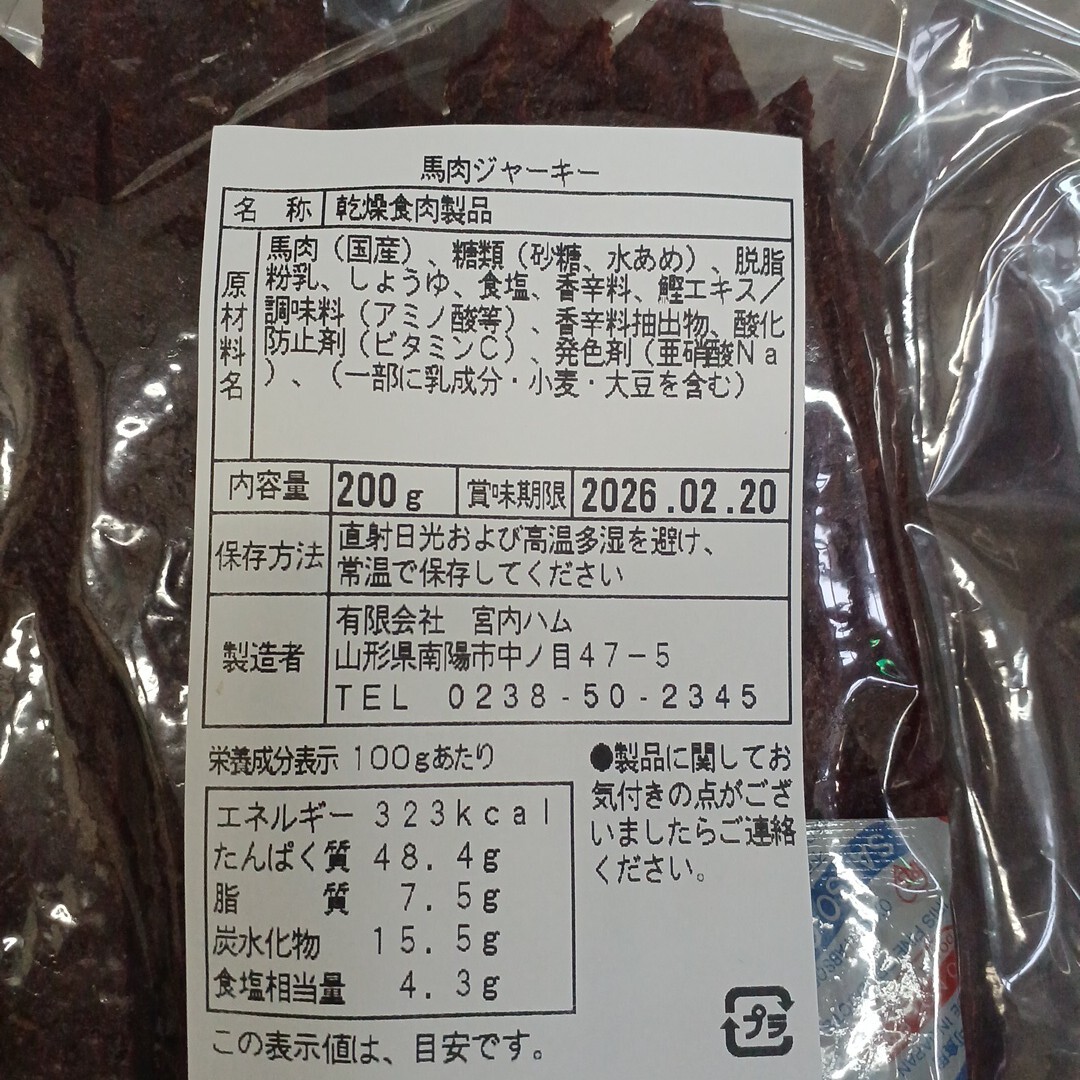 馬肉ジャーキー
名 称 乾燥食肉製品
原材料名
馬肉（国産）、糖類（砂糖、水あめ）、脱脂
粉乳、しょうゆ、食塩、香辛料、鰹エキス／
調味料（アミノ酸等）、香辛料抽出物、酸化
防止剤（ビタミンC）、発色剤（亜硝酸Na
）、（一部に乳成分・小麦・大豆を含む）
内容量 200g 賞味期限 2026.02.20
保存方法
直射日光および高温多湿を避け、
常温で保存してください
製造者
有限会社 宮内ハム
山形県南陽市中ノ目47-5
TEL 0238-50-2345
栄養成分表示 100gあたり
エネルギー 323kcal
たんぱく質 48.4g
脂 質 7.5g
炭水化物 15.5g
食塩相当量 4.3g
この表示値は、目安です。
●製品に関してお
気付きの点がござ
いましたらご連絡
ください。
プラ